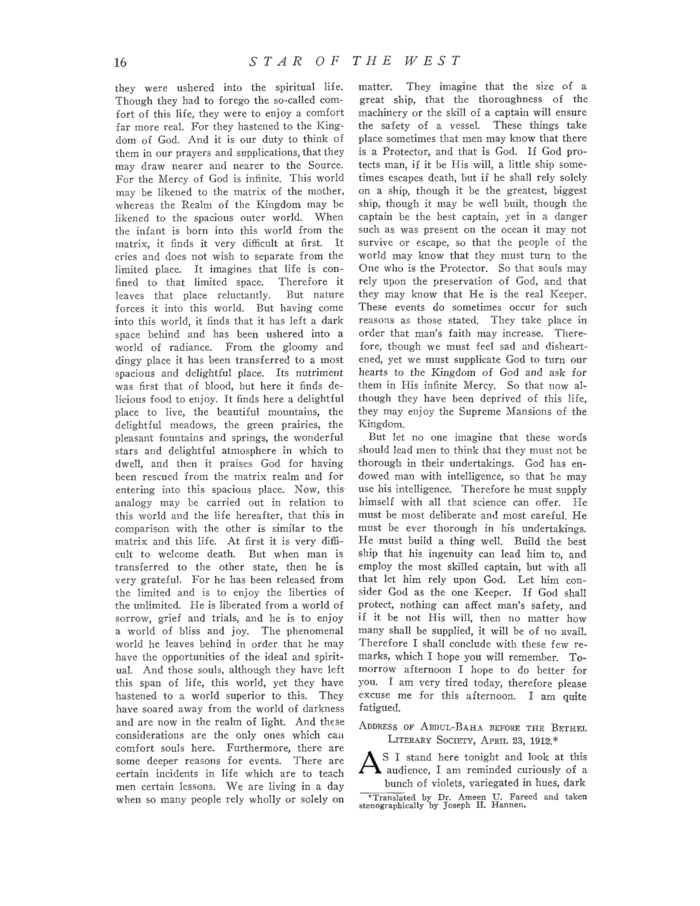 16
STAR OF THE WEST
they were ushered into the spiritual life.
Though they had to forego the so-called com-
fort of this life, they were to enjoy a comfort
far more real. For they hastened to the King-
dom of God. And it is our duty to think of
them in our prayers and supplications, that they
may draw nearer and nearer to the Source.
For the Mercy of God is infinite. This world
may be likened to the matrix of the mother,
whereas the Realm of the Kingdom may be
likened to the spacious outer world. When
the infant is born into this world from the
matrix, it finds it very difficult at first. It
cries and does not wish to separate from the
limited place. It imagines that life is con-
fined to that limited space. Therefore it
leaves that place reluctantly. But nature
forces it into this world. But having come
into this world, it finds that it has left a dark
space behind and has been ushered into a
world of radiance. From the gloomy and
dingy place it has been transferred to a most
spacious and delightful place. Its nutriment
was first that of blood, but here it finds de-
licious food to enjoy. It finds here a delightful
place to live, the beautiful mountains, the
delightful meadows, the green prairies, the
pleasant fountains and springs, the wonderful
stars and delightful atmosphere in which to
dwell, and then it praises God for having
been rescued from the matrix realm and for
entering into this spacious place. Now, this
analogy may be carried out in relation to
this world and the life hereafter, that this in
comparison with the other is similar to the
matrix and this life. At first it is very diffi-
cult to welcome death. But when man is
transferred to the other state, then he is
very grateful. For he has been released from
the limited and is to enjoy the liberties of
the unlimited. He is liberated from a world of
sorrow, grief and trials, and he is to enjoy
a world of bliss and joy. The phenomenal
world he leaves behind in order that he may
have the opportunities of the ideal and spirit-
ual. And those souls, although they have left
this span of life, this world, yet they have
hastened to a world superior to this. They
have soared away from the world of darkness
and are now in the realm of light. And these
considerations are the only ones which can
comfort souls here. Furthermore, there are
some deeper reasons for events. There are
certain incidents in life which are to teach
men certain lessons. We are living in a day
when so many people rely wholly or solely on
matter. They imagine that the size of a
great ship, that the thoroughness of the
machinery or the skill of a captain will ensure
the safety of a vessel. These things take
place sometimes that men may know that there
is a Protector, and that is God. If God pro-
tects man, if it be His will, a little ship some-
times escapes death, but if he shall rely solely
on a ship, though it be the greatest, biggest
ship, though it may be well built, though the
captain be the best captain, yet in a danger
such as was present on the ocean it may not
survive or escape, so that the people of the
world may know that they must turn to the
One who is the Protector. So that souls may
rely upon the preservation of God, and that
they may know that He is the real Keeper.
These events do sometimes occur for such
reasons as those stated. They take place in
order that man's faith may increase. There-
fore, though we must feel sad and disheart-
ened, yet we must supplicate God to turn our
hearts to the Kingdom of God and ask for
them in His infinite Mercy. So that now al-
though they have been deprived of this life,
they may enjoy the Supreme Mansions of the
Kingdom.
But let no one imagine that these words
should lead men to think that they must not be
thorough in their undertakings. God has en-
dowed man with intelligence, so that he may
use his intelligence. Therefore he must supply
himself with all that science can offer. He
must be most deliberate and most careful. He
must be ever thorough in his undertakings.
He must build a thing well. Build the best
ship that his ingenuity can lead him to, and
employ the most skilled captain, but with all
that let him rely upon God. Let him con-
sider God as the one Keeper. If God shall
protect, nothing can affect man's safety, and
if it be not His will, then no matter how
many shall be supplied, it will be of no avail.
Therefore I shall conclude with these few re-
marks, which I hope you will remember. To-
morrow afternoon I hope to do better for
you. I am very tired today, therefore please
excuse me for this afternoon. I am quite
fatigued.
ADDRESS OF ABDUL-BAHA BEFORE THE BETHEL
LITERARY SOCIETY, APRIL 23, 1912.*
AS I stand here tonight and look at this
audience, I am reminded curiously of a
bunch of violets, variegated in hues, dark
*Translated by Dr. Ameen U. Fareed and taken
stenographically by Joseph H. Hannen.